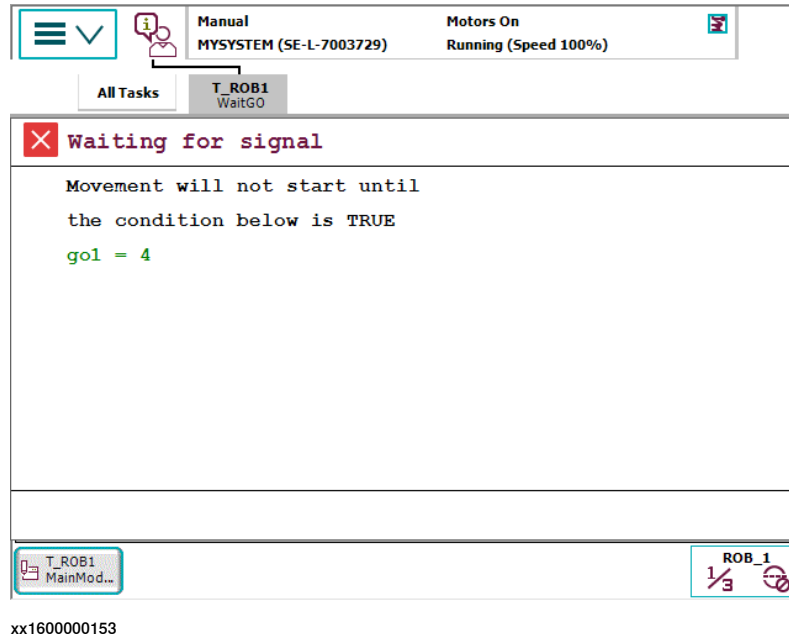 Manual
Motors On
MYSYSTEM (SE-L-7003729)
Running (Speed 100%)
All Tasks
T_ROB1
WaitGO
Waiting for signal
Movement will not start until
the condition below is TRUE
go1 = 4
T_ROB1
MainMod...
ROB_1
1/3
xx1600000153